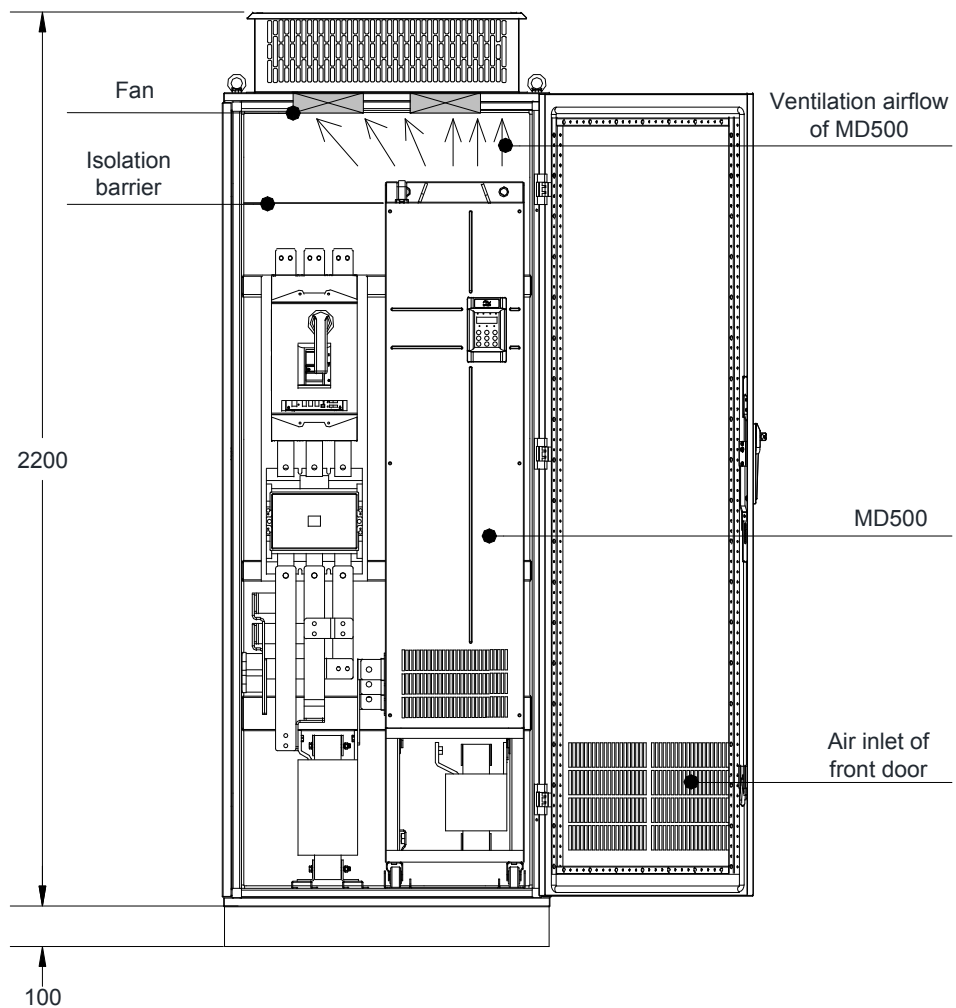 Fan
Ventilation airflow
of MD500
Isolation
barrier
2200
MD500
Air inlet of
front door
100